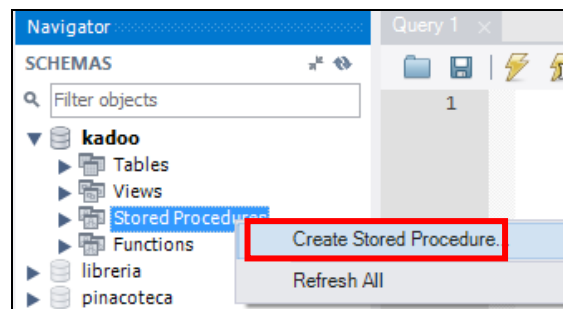 Navigator
Query 1
SCHEMAS
Filter objects
1
kadoo
Tables
Views
Stored Procedures
Create Stored Procedure...
Functions
Refresh All
libreria
pinacoteca